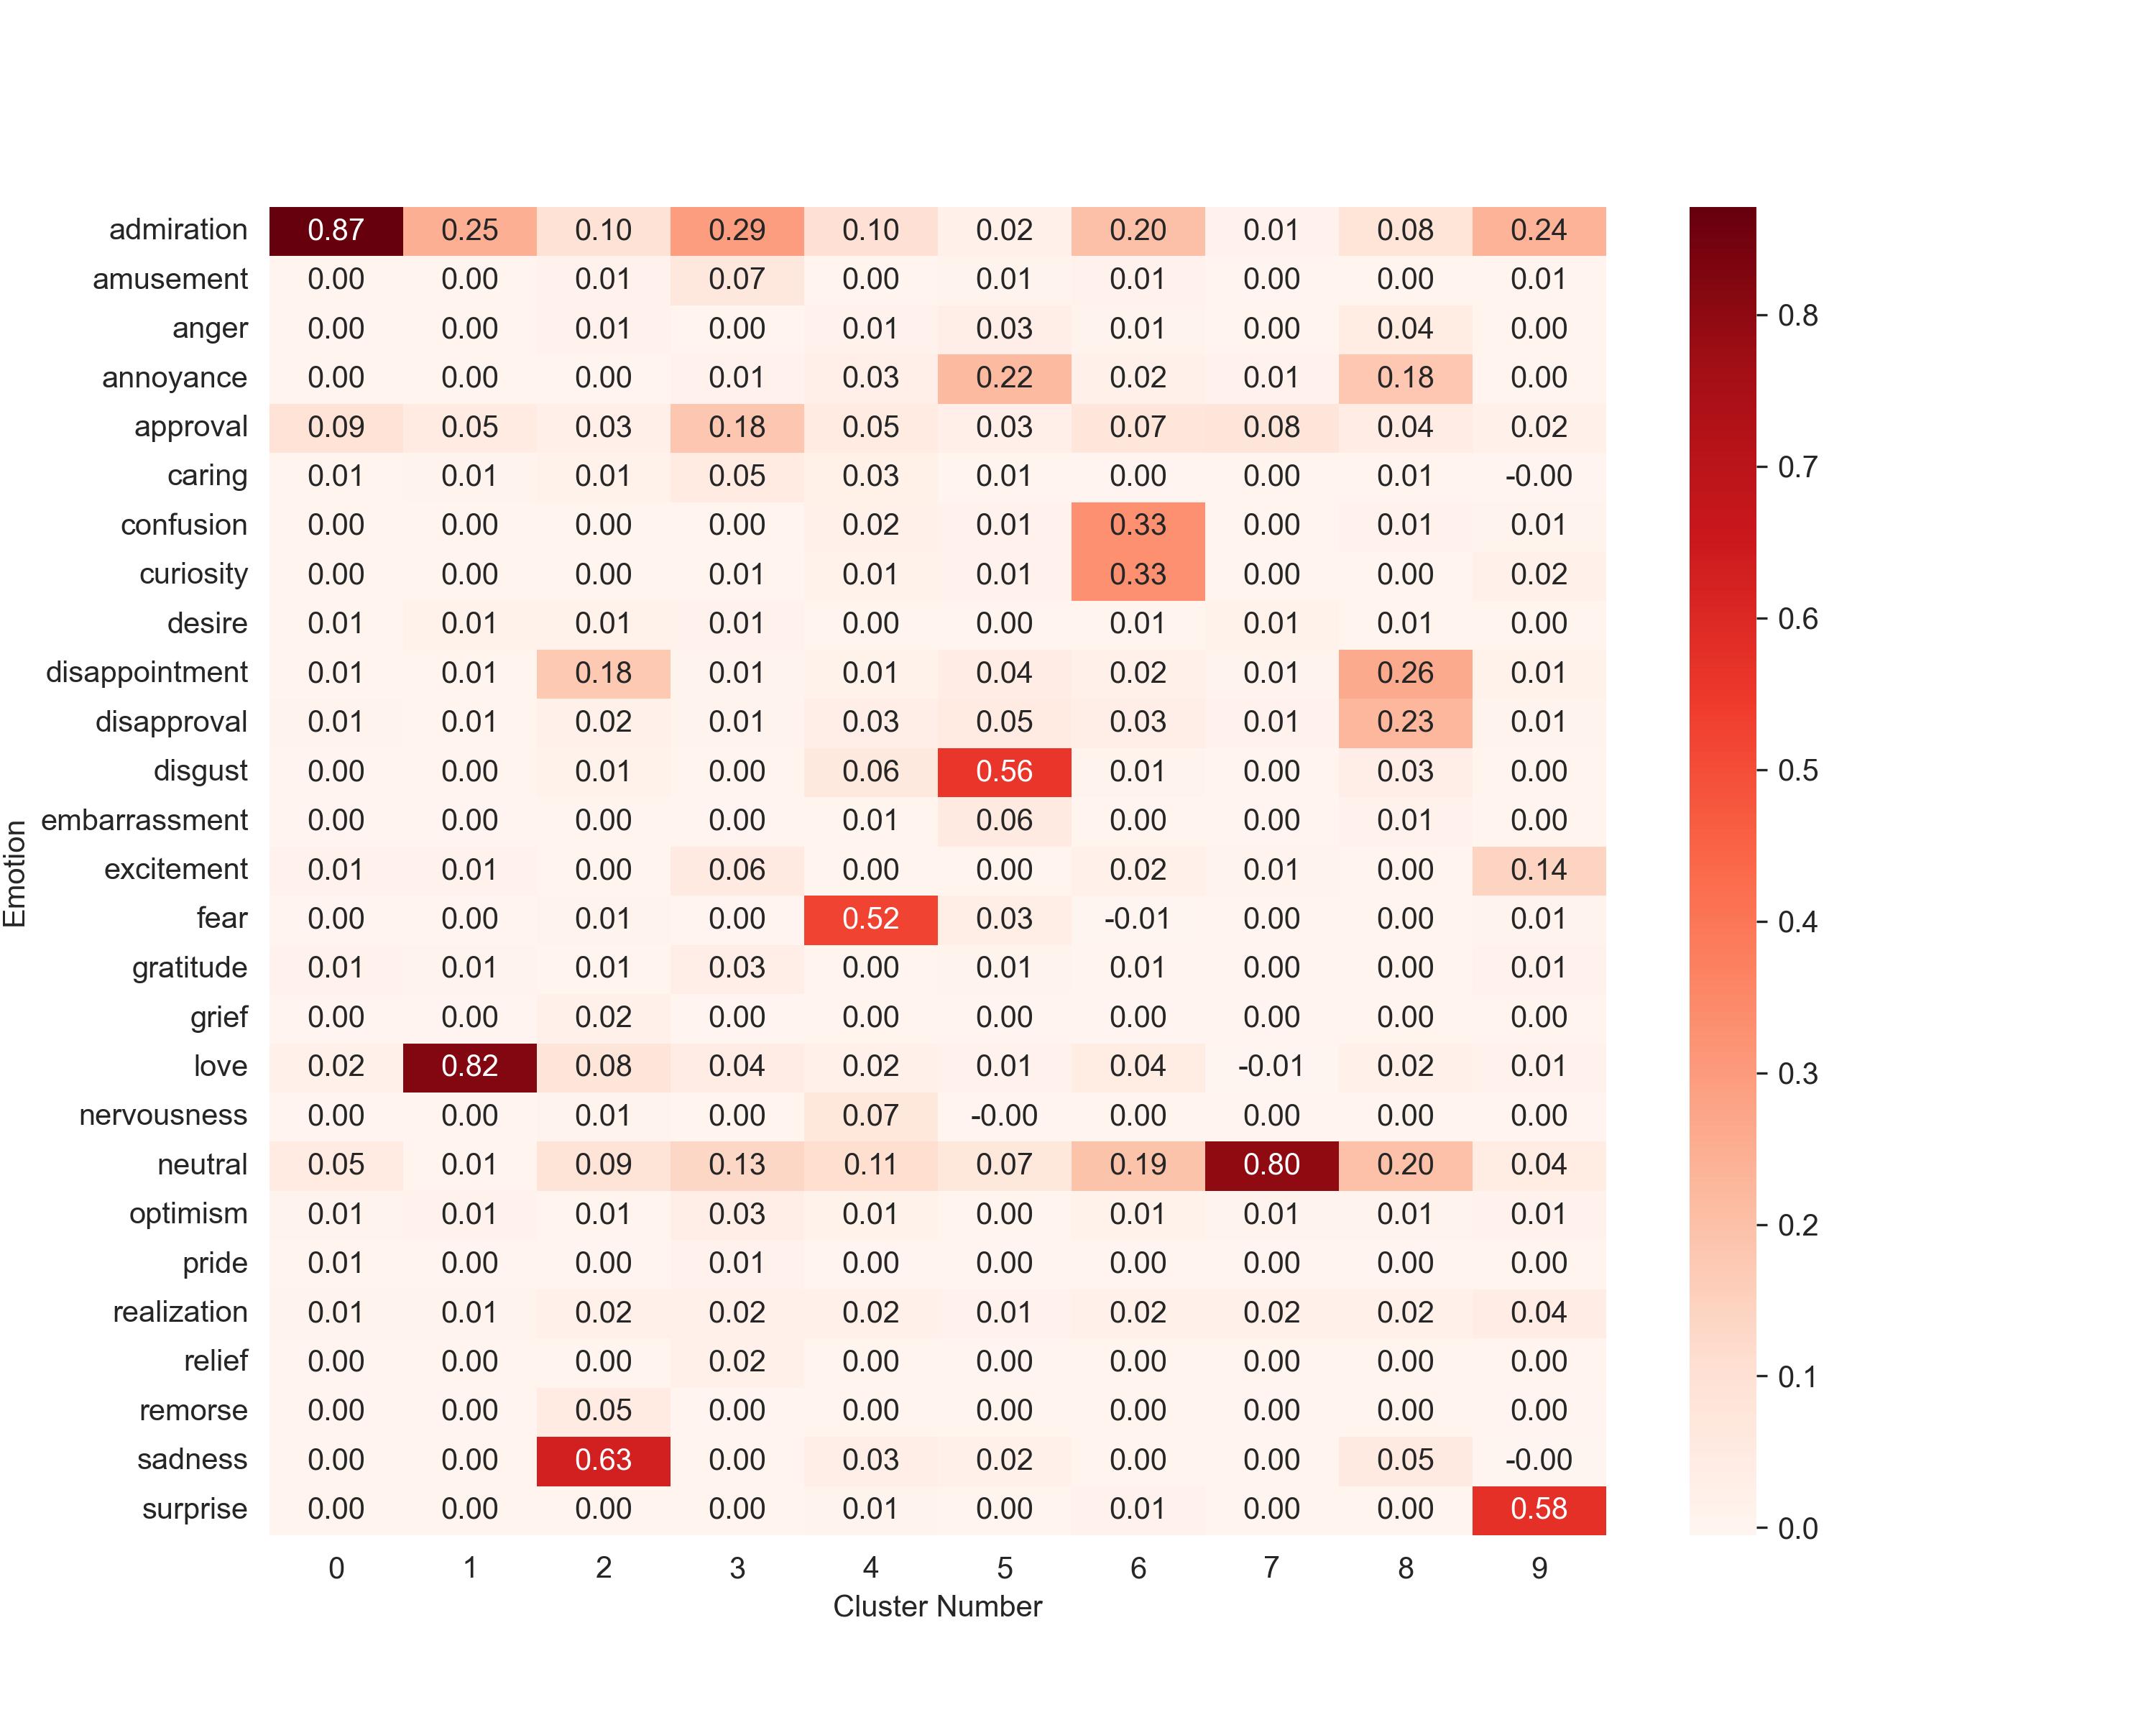 admiration 0.87 0.25 0.10 0.29 0.10 0.02 0.20 0.01 0.08 0.24
amusement 0.00 0.00 0.01 0.07 0.00 0.01 0.01 0.00 0.00 0.01
anger 0.00 0.00 0.01 0.00 0.01 0.03 0.01 0.00 0.04 0.00
annoyance 0.00 0.00 0.00 0.01 0.03 0.22 0.02 0.01 0.18 0.00
approval 0.09 0.05 0.03 0.18 0.05 0.03 0.07 0.08 0.04 0.02
caring 0.01 0.01 0.01 0.05 0.03 0.01 0.00 0.00 0.01 -0.00
confusion 0.00 0.00 0.00 0.00 0.02 0.01 0.33 0.00 0.01 0.01
curiosity 0.00 0.00 0.00 0.01 0.01 0.01 0.33 0.00 0.00 0.02
desire 0.01 0.01 0.01 0.01 0.00 0.00 0.01 0.01 0.01 0.00
disappointment 0.01 0.01 0.18 0.01 0.01 0.04 0.02 0.01 0.26 0.01
disapproval 0.01 0.01 0.02 0.01 0.03 0.05 0.03 0.01 0.23 0.01
disgust 0.00 0.00 0.01 0.00 0.06 0.56 0.01 0.00 0.03 0.00
embarrassment 0.00 0.00 0.00 0.00 0.01 0.06 0.00 0.00 0.01 0.00
excitement 0.01 0.01 0.00 0.06 0.00 0.00 0.02 0.01 0.00 0.14
fear 0.00 0.00 0.01 0.00 0.52 0.03 -0.01 0.00 0.00 0.01
gratitude 0.01 0.01 0.01 0.03 0.00 0.01 0.01 0.00 0.00 0.01
grief 0.00 0.00 0.02 0.00 0.00 0.00 0.00 0.00 0.00 0.00
love 0.02 0.82 0.08 0.04 0.02 0.01 0.04 -0.01 0.02 0.01
nervousness 0.00 0.00 0.01 0.00 0.07 -0.00 0.00 0.00 0.00 0.00
neutral 0.05 0.01 0.09 0.13 0.11 0.07 0.19 0.80 0.20 0.04
optimism 0.01 0.01 0.01 0.03 0.01 0.00 0.01 0.01 0.01 0.01
pride 0.01 0.00 0.00 0.01 0.00 0.00 0.00 0.00 0.00 0.00
realization 0.01 0.01 0.02 0.02 0.02 0.01 0.02 0.02 0.02 0.04
relief 0.00 0.00 0.00 0.02 0.00 0.00 0.00 0.00 0.00 0.00
remorse 0.00 0.00 0.05 0.00 0.00 0.00 0.00 0.00 0.00 0.00
sadness 0.00 0.00 0.63 0.00 0.03 0.02 0.00 0.00 0.05 -0.00
surprise 0.00 0.00 0.00 0.00 0.01 0.00 0.01 0.00 0.00 0.58
0 1 2 3 4 5 6 7 8 9
Cluster Number
Emotion
0.8
0.7
0.6
0.5
0.4
0.3
0.2
0.1
0.0